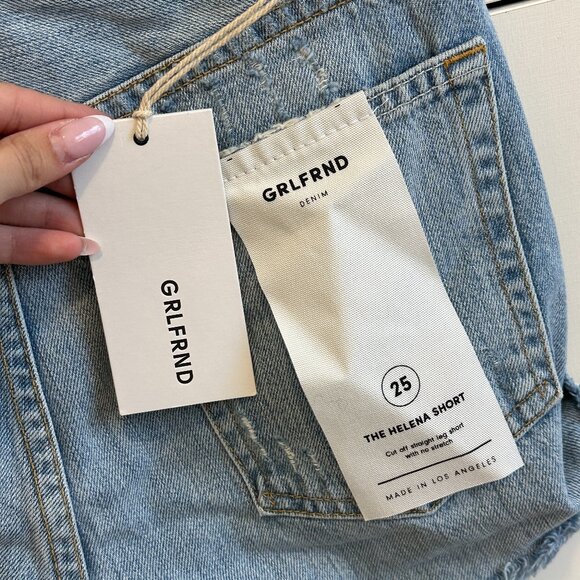 GRLFRND
GRLFRND
DENIM
25
THE HELENA SHORT
Cut off straight leg short
with no stretch
MADE IN LOS ANGELES